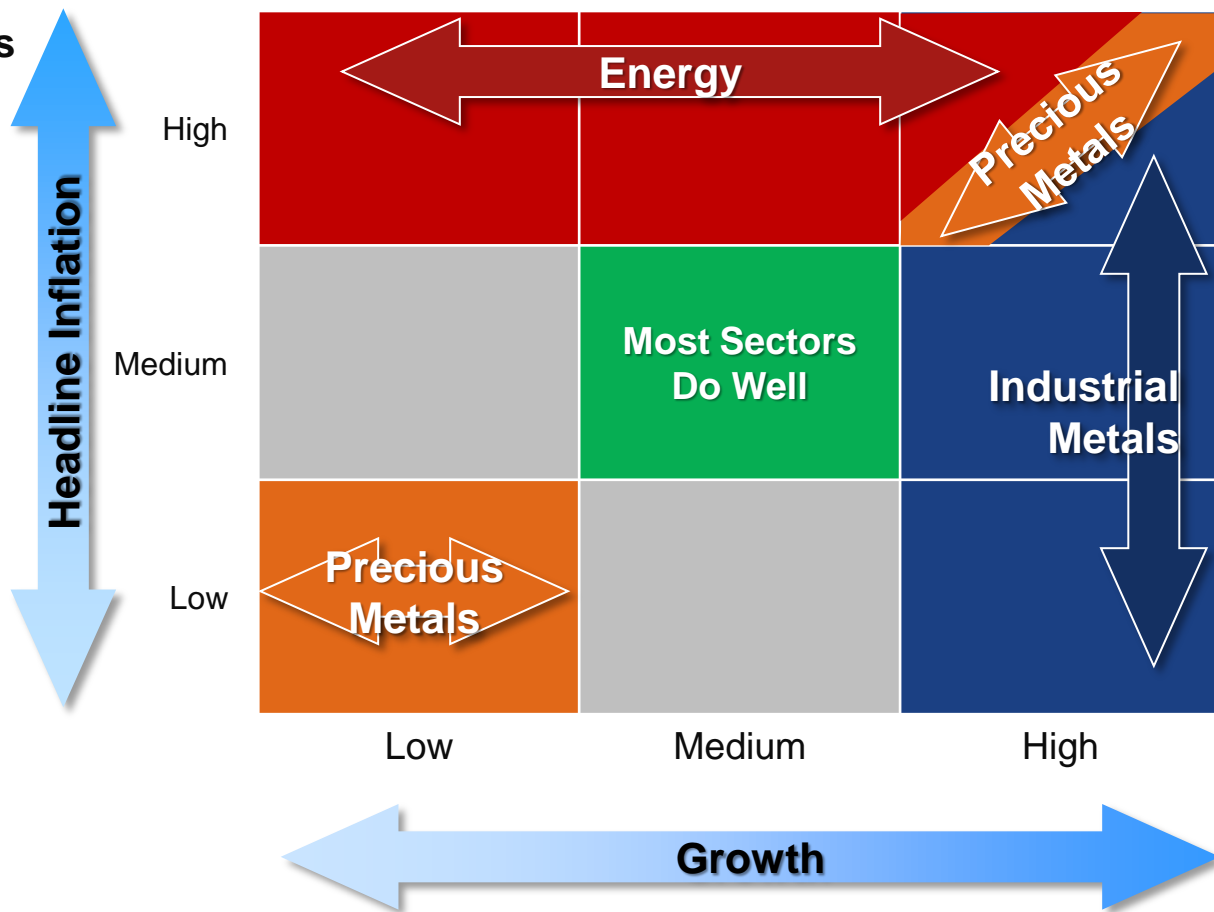 s
Energy
Precious
Metals
High
Headline Inflation
Most Sectors
Do Well
Medium
Industrial
Metals
Precious
Metals
Low
Low
Medium
High
Growth